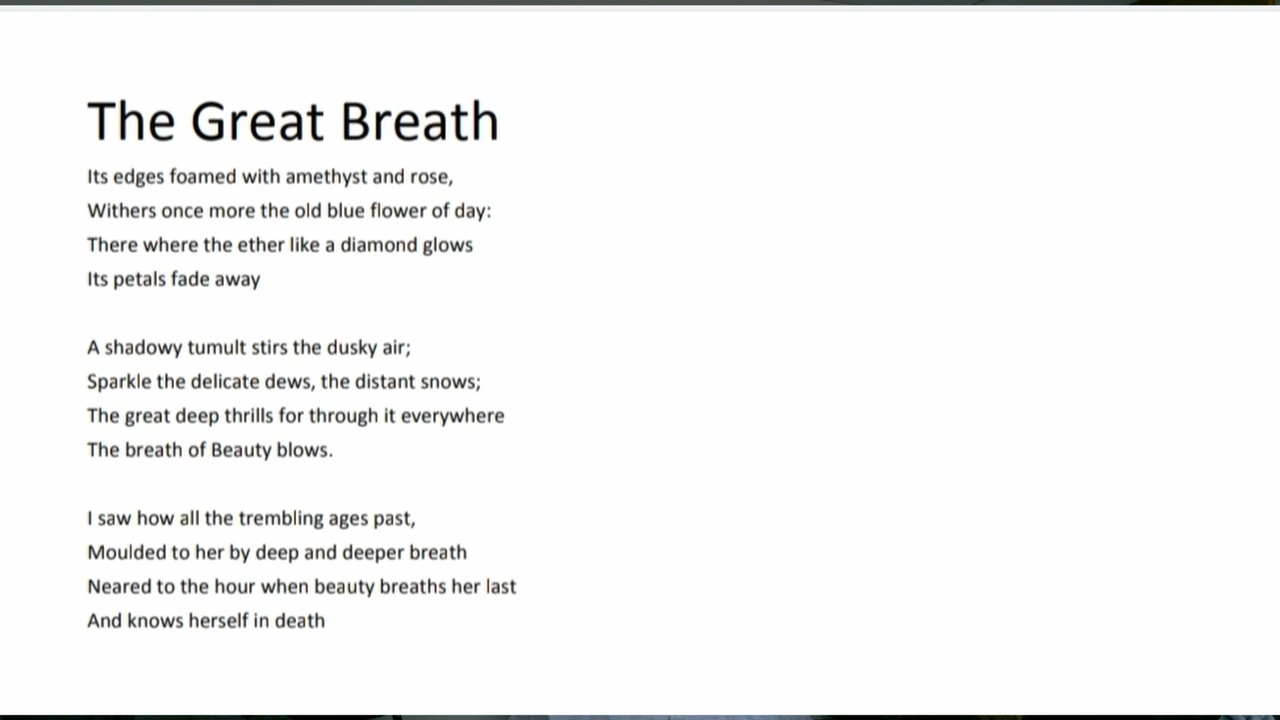 The Great Breath
Its edges foamed with amethyst and rose,
Withers once more the old blue flower of day:
There where the ether like a diamond glows
Its petals fade away
A shadowy tumult stirs the dusky air;
Sparkle the delicate dews, the distant snows;
The great deep thrills for through it everywhere
The breath of Beauty blows.
I saw how all the trembling ages past,
Moulded to her by deep and deeper breath
Neared to the hour when beauty breaths her last
And knows herself in death